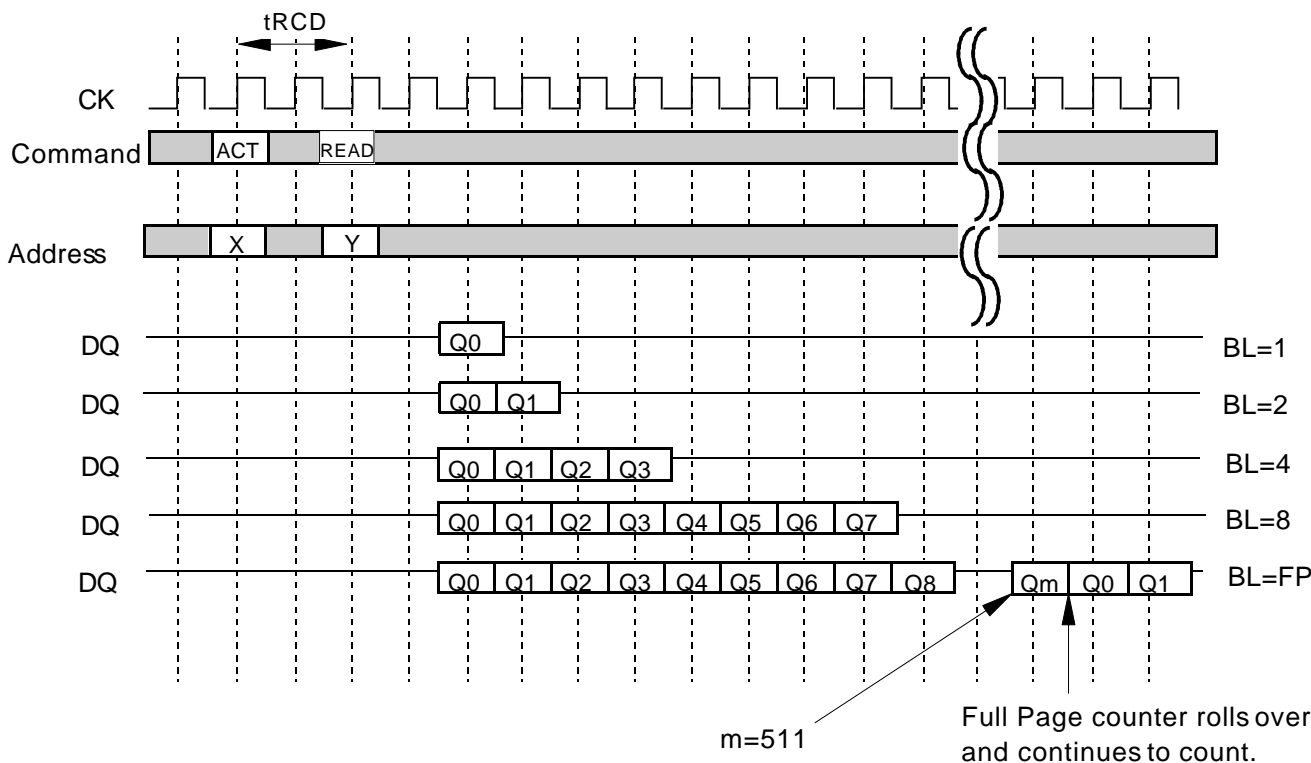 tRCD
CK
Command ACT READ
Address X Y
DQ Q0 BL=1
DQ Q0 Q1 BL=2
DQ Q0 Q1 Q2 Q3 BL=4
DQ Q0 Q1 Q2 Q3 Q4 Q5 Q6 Q7 BL=8
DQ Q0 Q1 Q2 Q3 Q4 Q5 Q6 Q7 Q8 Qm Q0 Q1 BL=FP
m=511
Full Page counter rolls over
and continues to count.